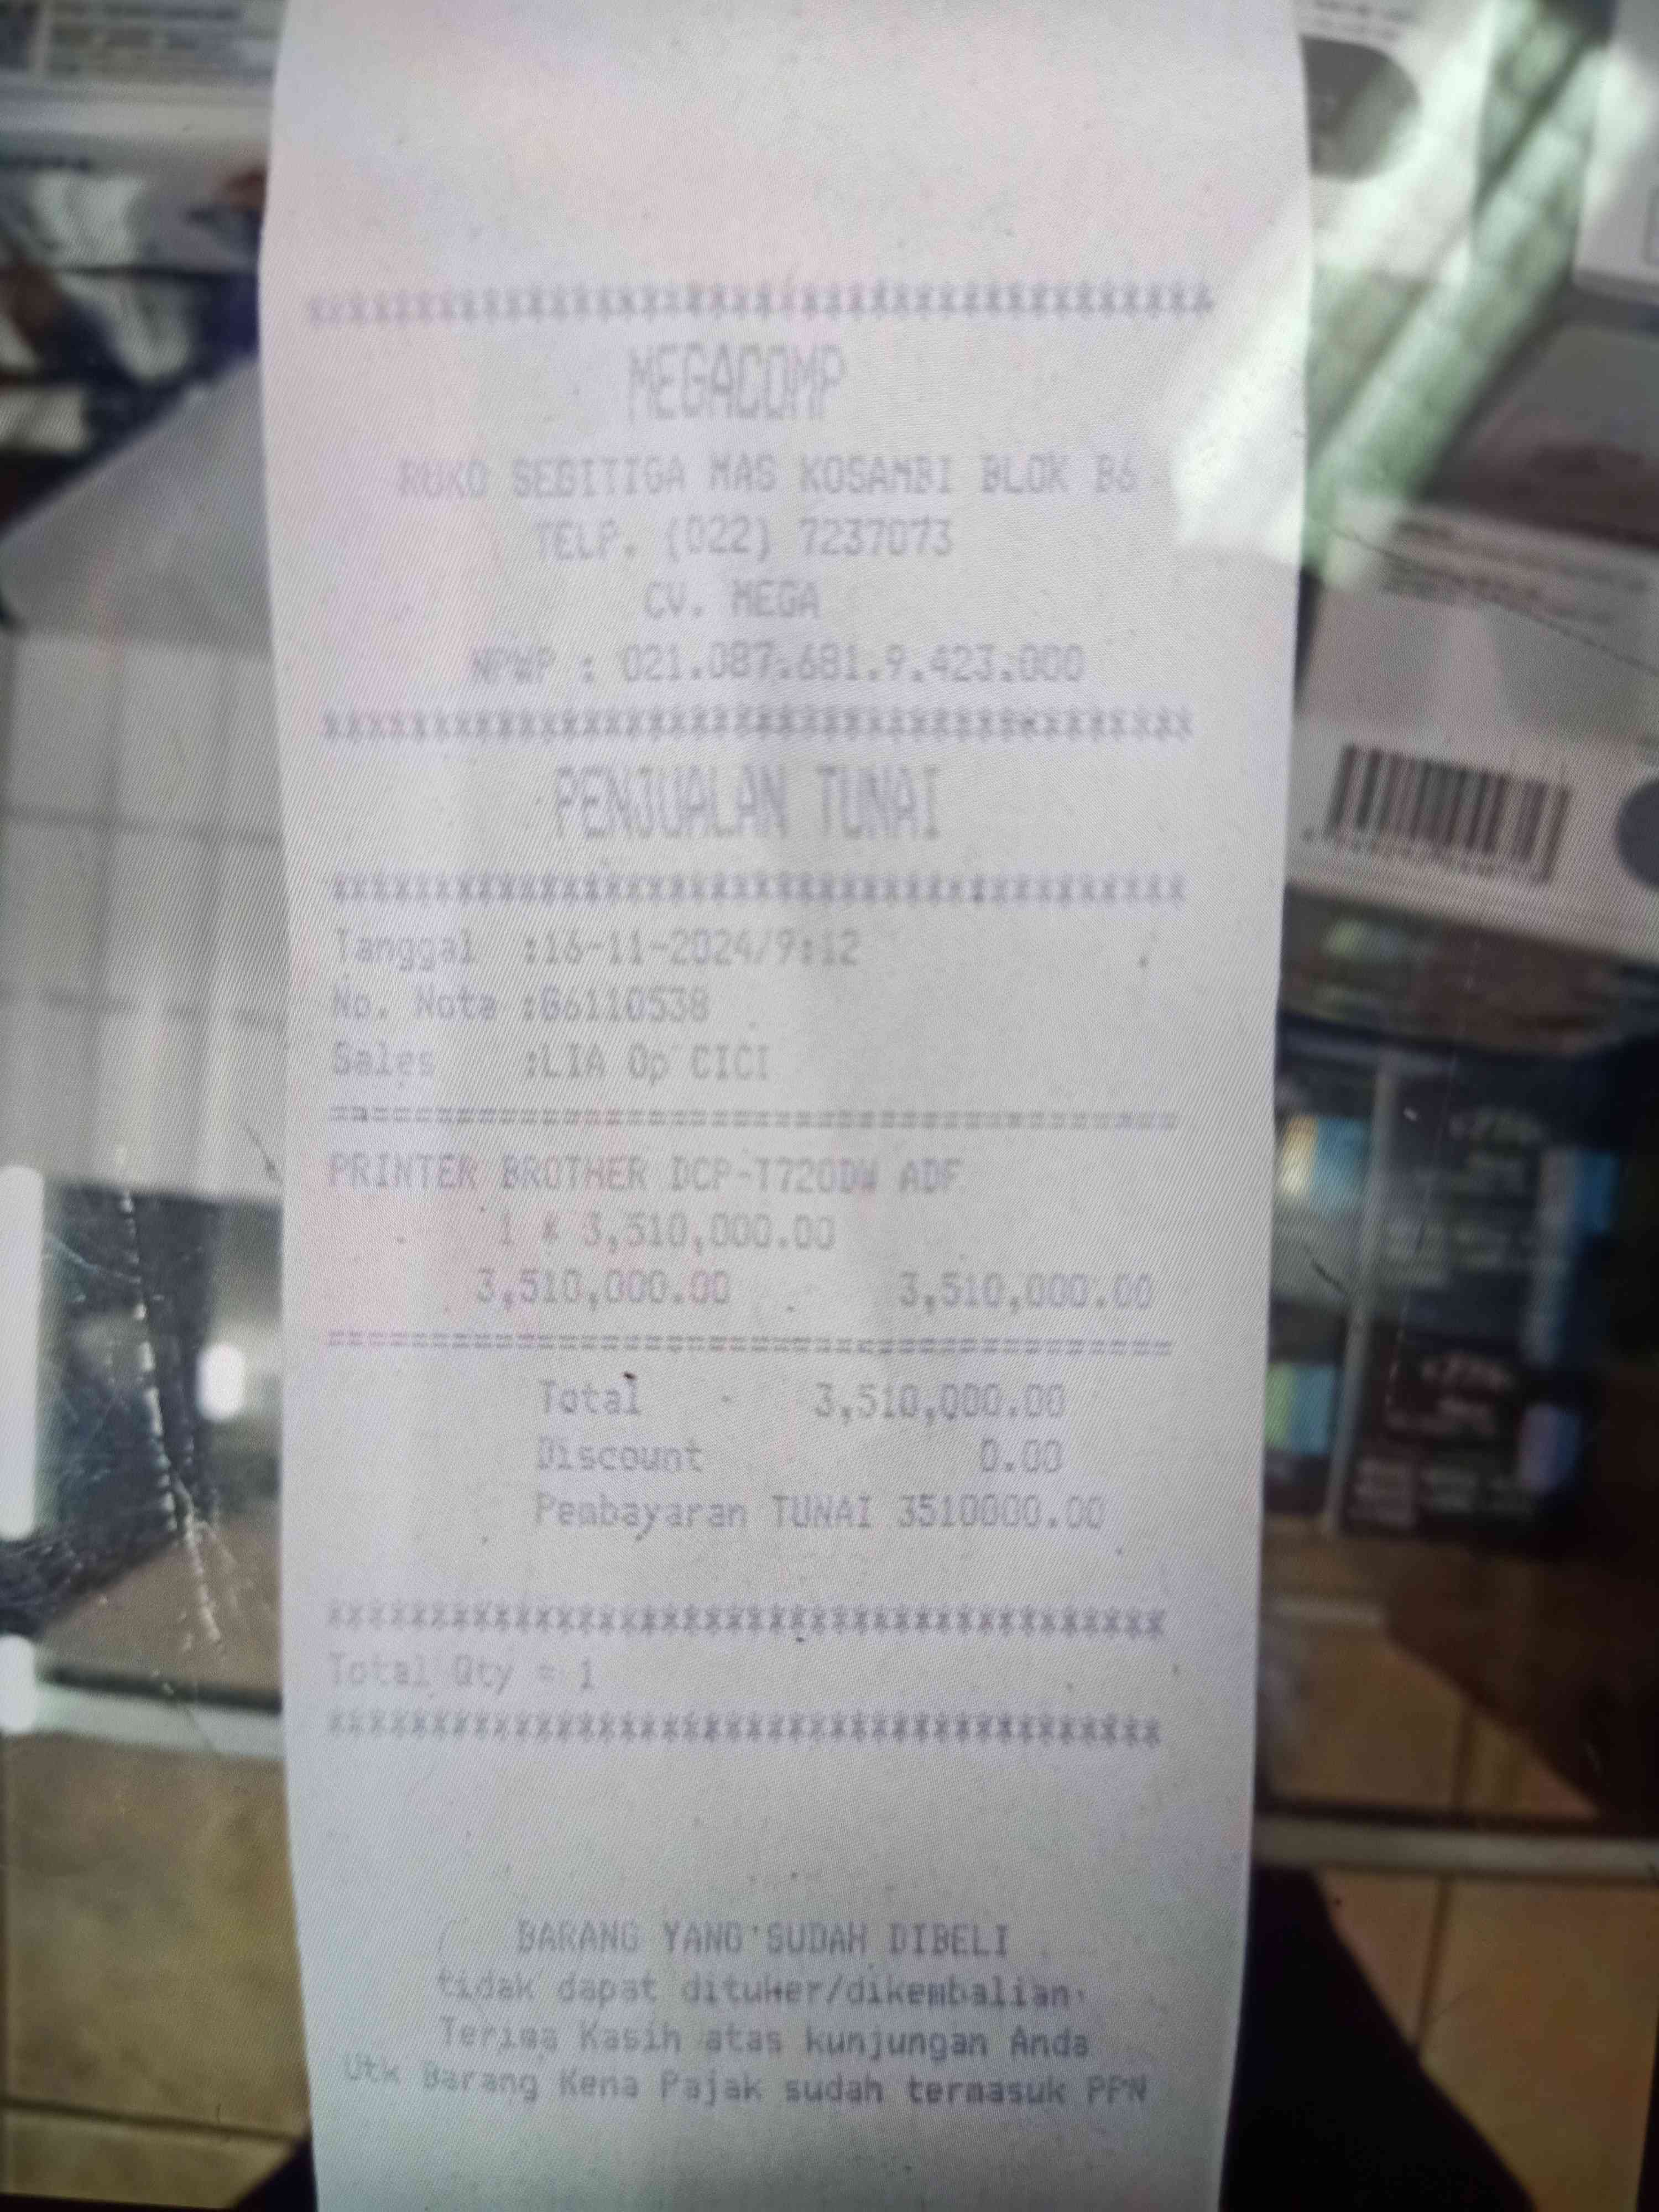 ****************************************
MEGACOMP
RUKO SEGITIGA MAS KOSAMBI BLOK B6
TELP. (022) 7237073
CV. MEGA
NPWP : 021.087.681.9.423.000
****************************************
PENJUALAN TUNAI
****************************************
Tanggal :16-11-2024/9:12
No. Nota :G6110538
Sales :LIA Op CICI
========================================
PRINTER BROTHER DCP-T720DW ADF
1 * 3,510,000.00
3,510,000.00 3,510,000.00
========================================
Total 3,510,000.00
Discount 0.00
Pembayaran TUNAI 3510000.00
****************************************
Total Qty = 1
****************************************
BARANG YANG SUDAH DIBELI
tidak dapat dituker/dikembalian
Terima Kasih atas kunjungan Anda
Utk Barang Kena Pajak sudah termasuk PPN